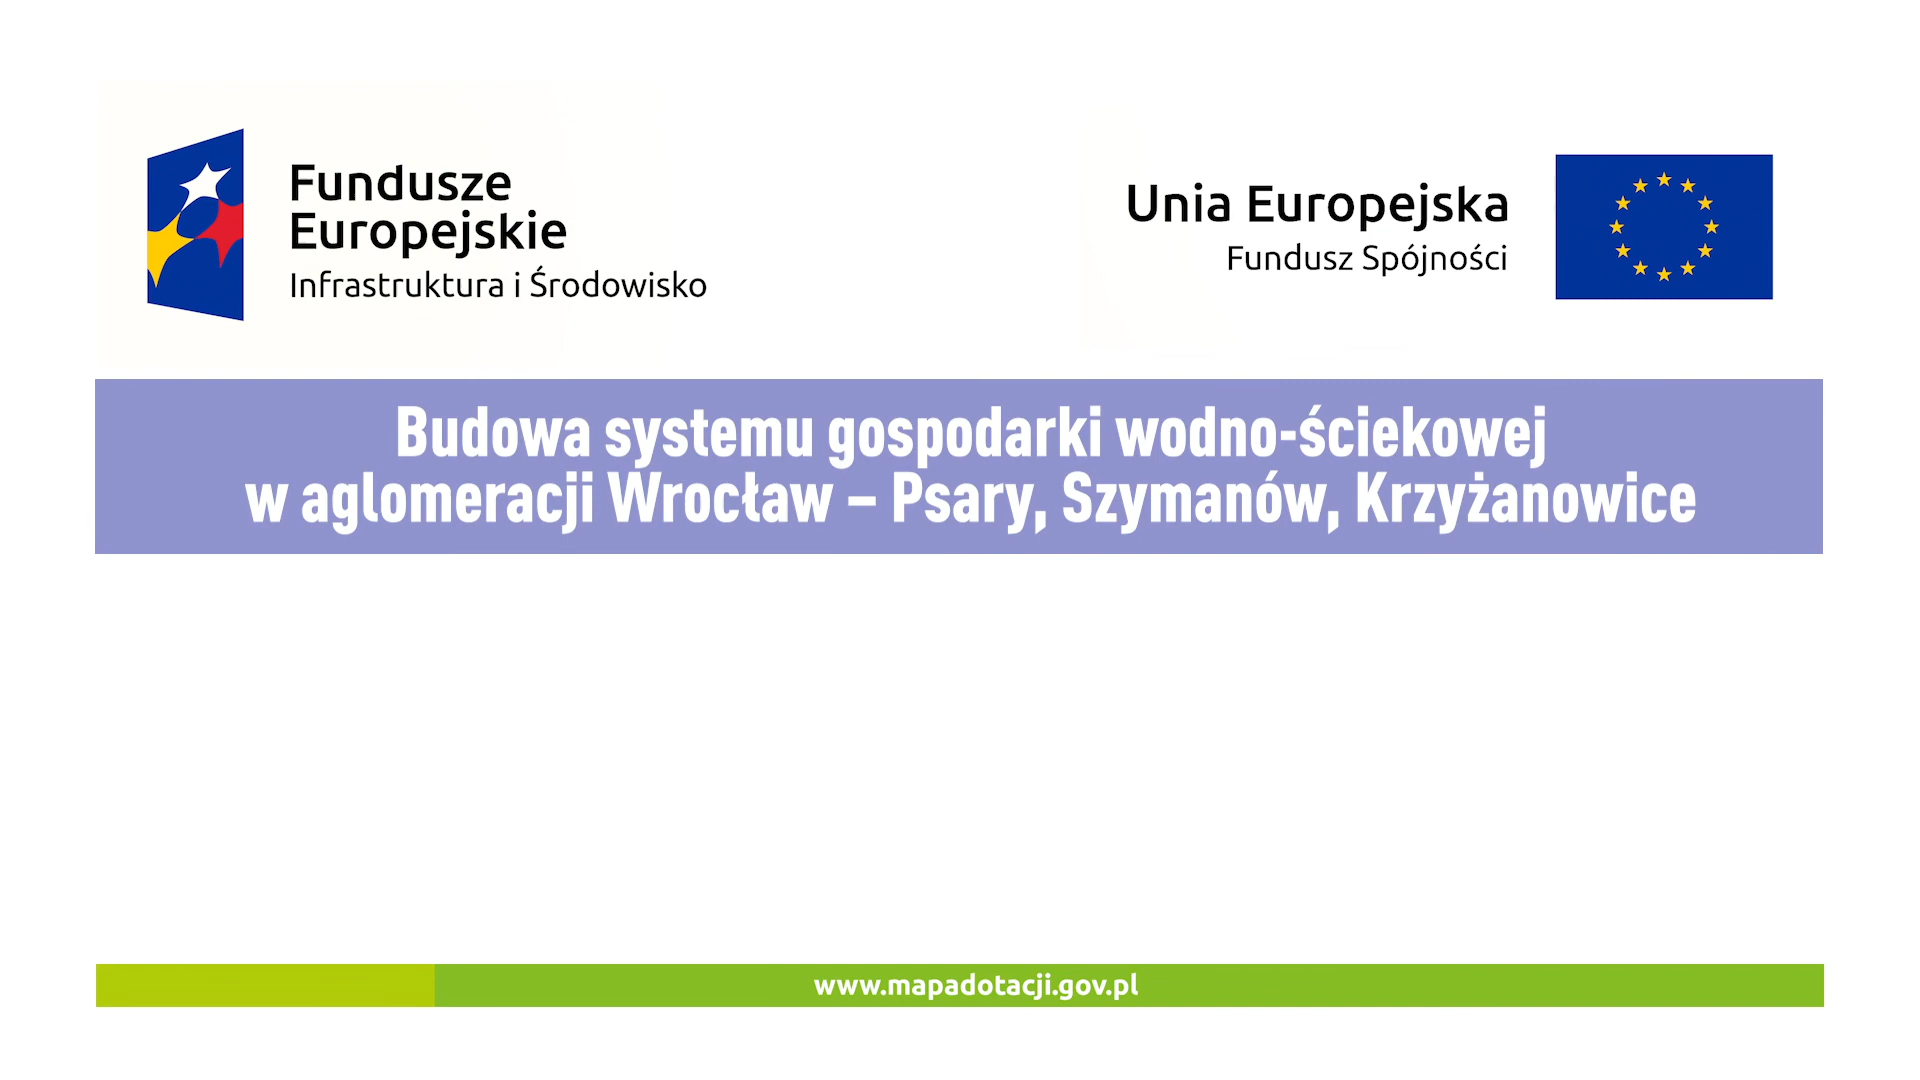 Fundusze
Europejskie
Infrastruktura i Środowisko
Unia Europejska
Fundusz Spójności
Budowa systemu gospodarki wodno-ściekowej
w aglomeracji Wrocław – Psary, Szymanów, Krzyżanowice
www.mapadotacji.gov.pl